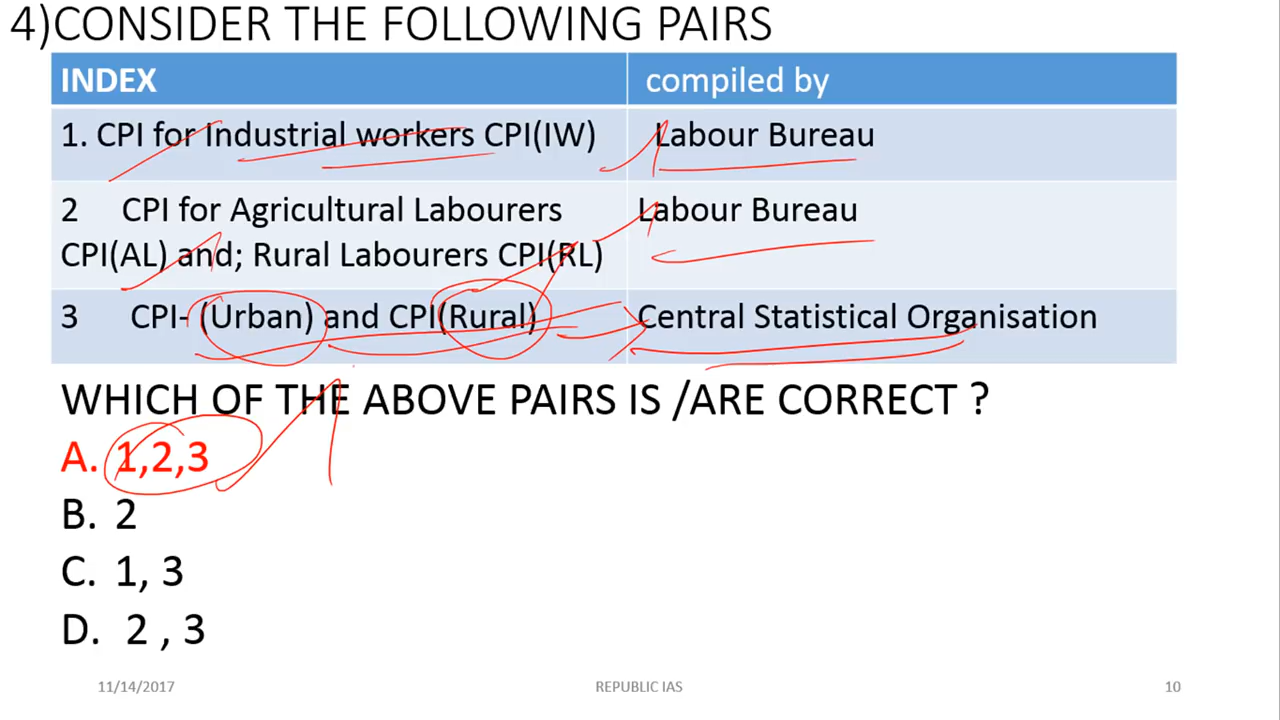 4)CONSIDER THE FOLLOWING PAIRS
INDEX compiled by
1. CPI for Industrial workers CPI(IW) Labour Bureau
2 CPI for Agricultural Labourers Labour Bureau
CPI(AL) and; Rural Labourers CPI(RL)
3 CPI- (Urban) and CPI(Rural) Central Statistical Organisation
WHICH OF THE ABOVE PAIRS IS /ARE CORRECT ?
A. 1,2,3
B. 2
C. 1, 3
D. 2 , 3
11/14/2017 REPUBLIC IAS 10